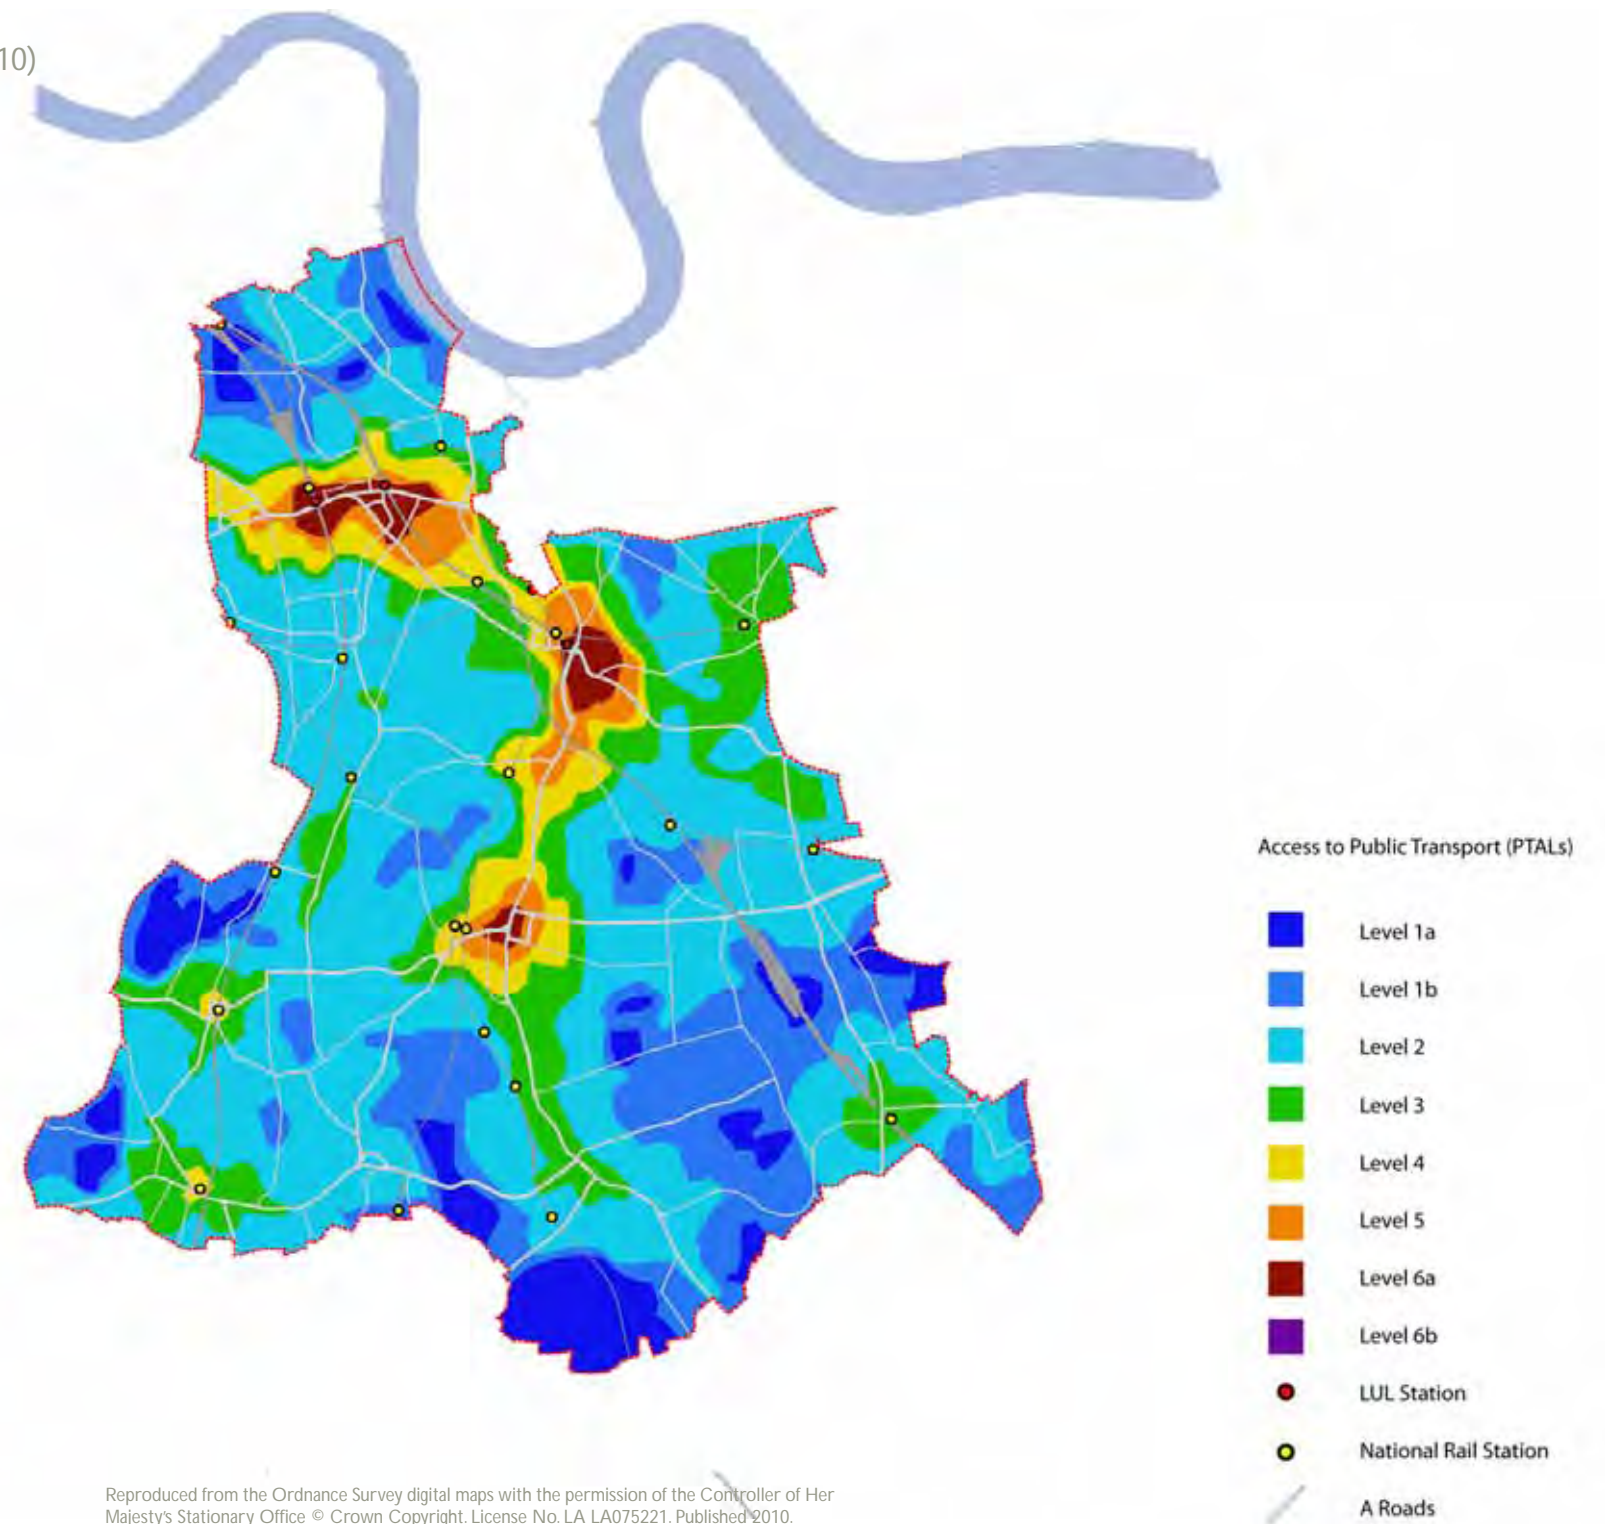 10)
Access to Public Transport (PTALs)
Level 1a
Level 1b
Level 2
Level 3
Level 4
Level 5
Level 6a
Level 6b
LUL Station
National Rail Station
A Roads
Reproduced from the Ordnance Survey digital maps with the permission of the Controller of Her
Majesty's Stationary Office © Crown Copyright. License No. LA LA075221. Published 2010.